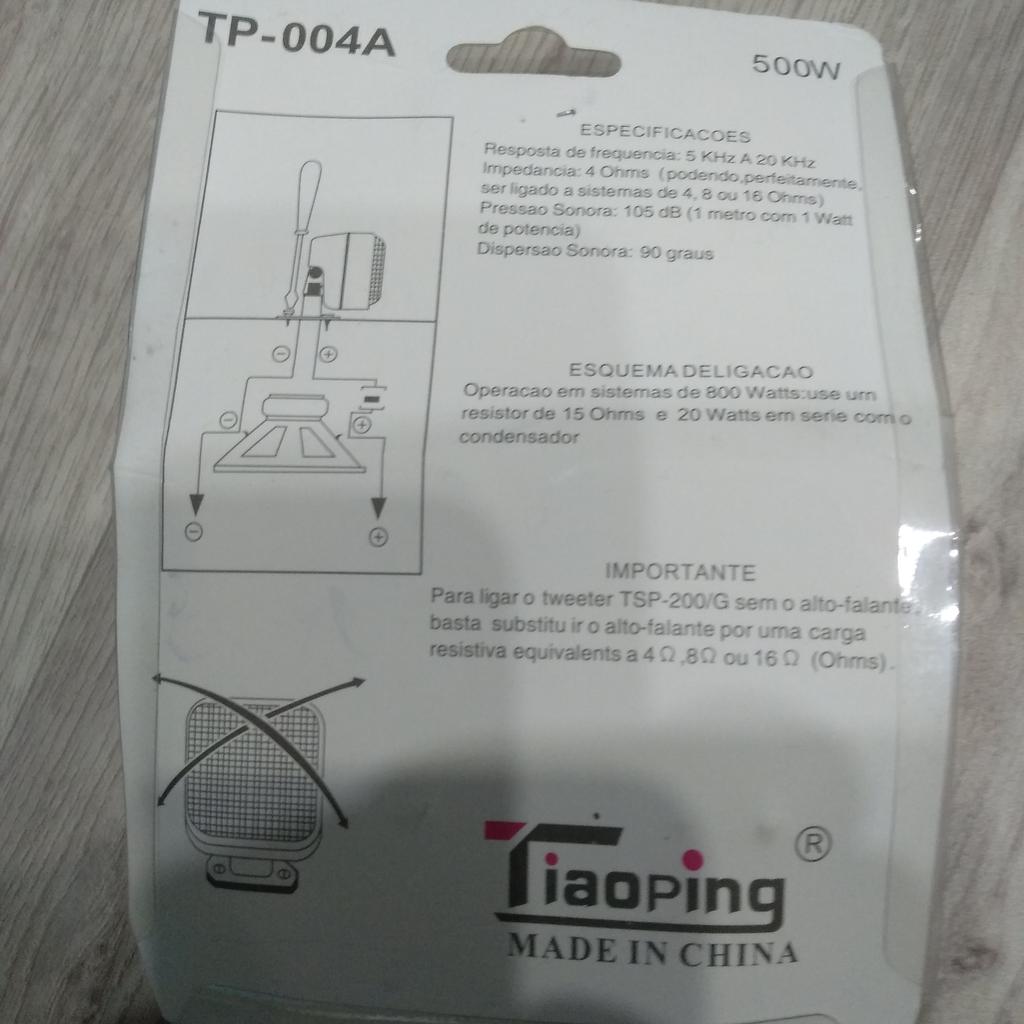 TP-004A
500W
ESPECIFICACOES
Resposta de frequencia: 5 KHz A 20 KHz
Impedancia: 4 Ohms (podendo,perfeitamente,
ser ligado a sistemas de 4, 8 ou 16 Ohms)
Pressao Sonora: 105 dB (1 metro com 1 Watt
de potencia)
Dispersao Sonora: 90 graus
ESQUEMA DELIGACAO
Operacao em sistemas de 800 Watts:use um
resistor de 15 Ohms e 20 Watts em serie com o
condensador
IMPORTANTE
Para ligar o tweeter TSP-200/G sem o alto-falante,
basta substitu ir o alto-falante por uma carga
resistiva equivalents a 4 Ω ,8Ω ou 16 Ω (Ohms).
Tiaoping ®
MADE IN CHINA